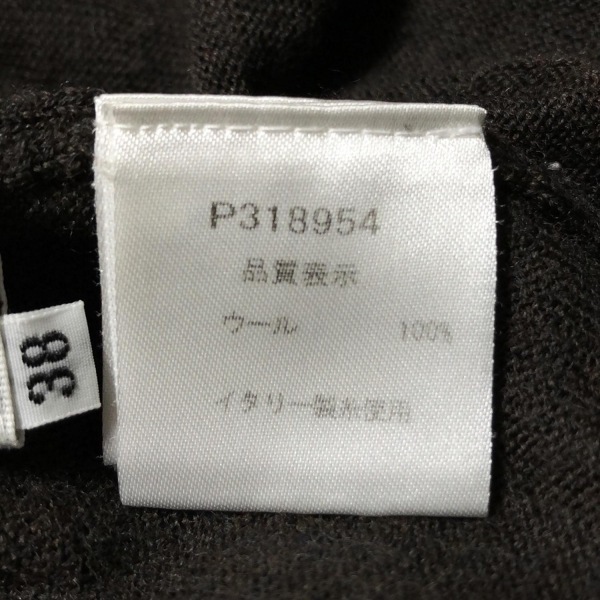 P318954
品質表示
ウール 100%
イタリー製糸使用
38